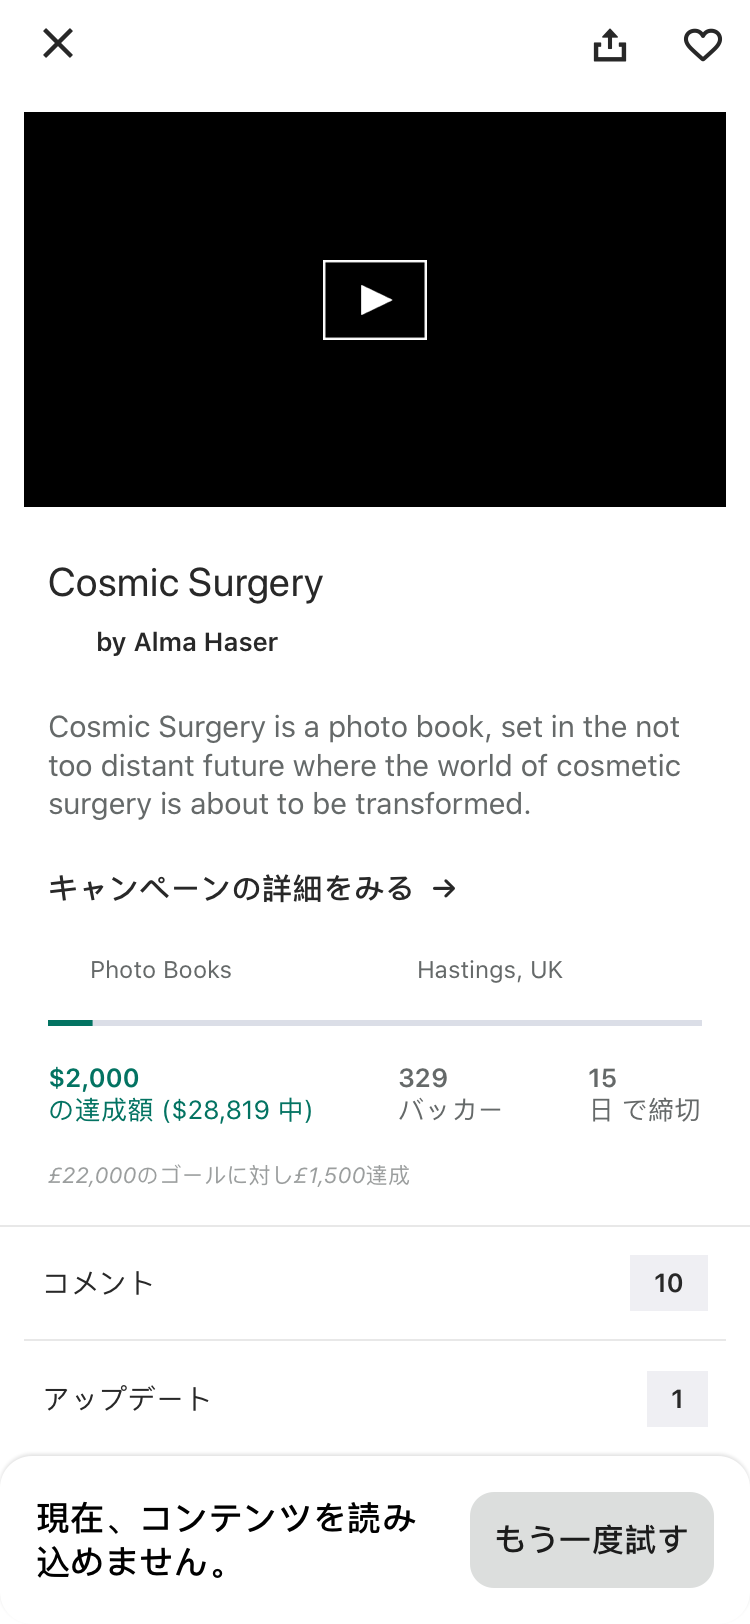 Cosmic Surgery
by Alma Haser
Cosmic Surgery is a photo book, set in the not
too distant future where the world of cosmetic
surgery is about to be transformed.
キャンペーンの詳細をみる →
Photo Books
Hastings, UK
$2,000
の達成額 ($28,819 中)
329
バッカー
15
日 で締切
£22,000のゴールに対し£1,500達成
コメント
10
アップデート
1
現在、コンテンツを読み
込めません。
もう一度試す